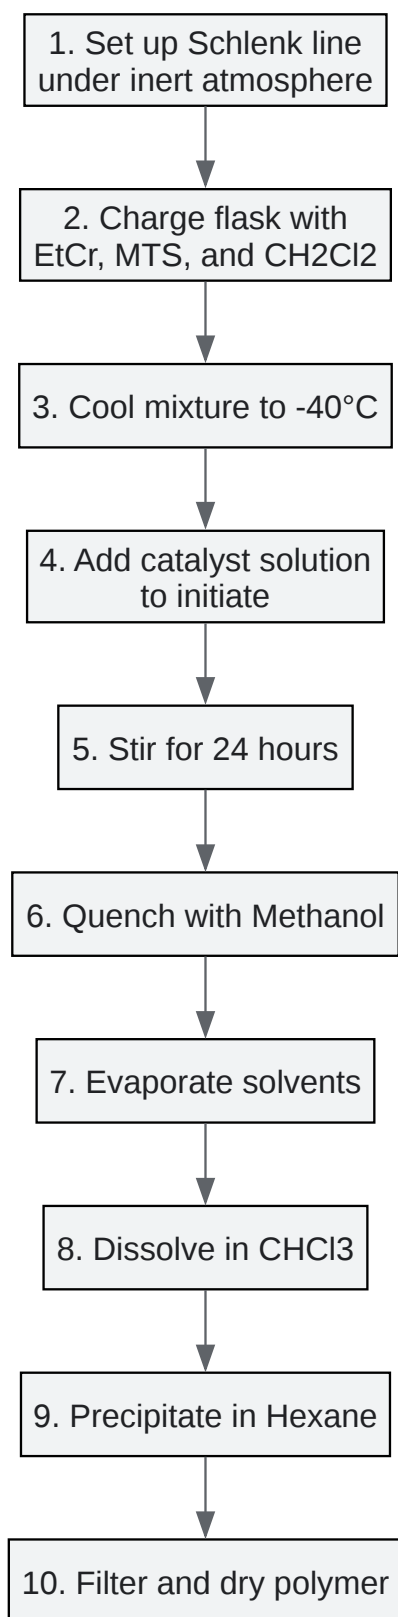 1. Set up Schlenk line
under inert atmosphere
2. Charge flask with
EtCr, MTS, and CH2Cl2
3. Cool mixture to -40°C
4. Add catalyst solution
to initiate
5. Stir for 24 hours
6. Quench with Methanol
7. Evaporate solvents
8. Dissolve in CHCl3
9. Precipitate in Hexane
10. Filter and dry polymer